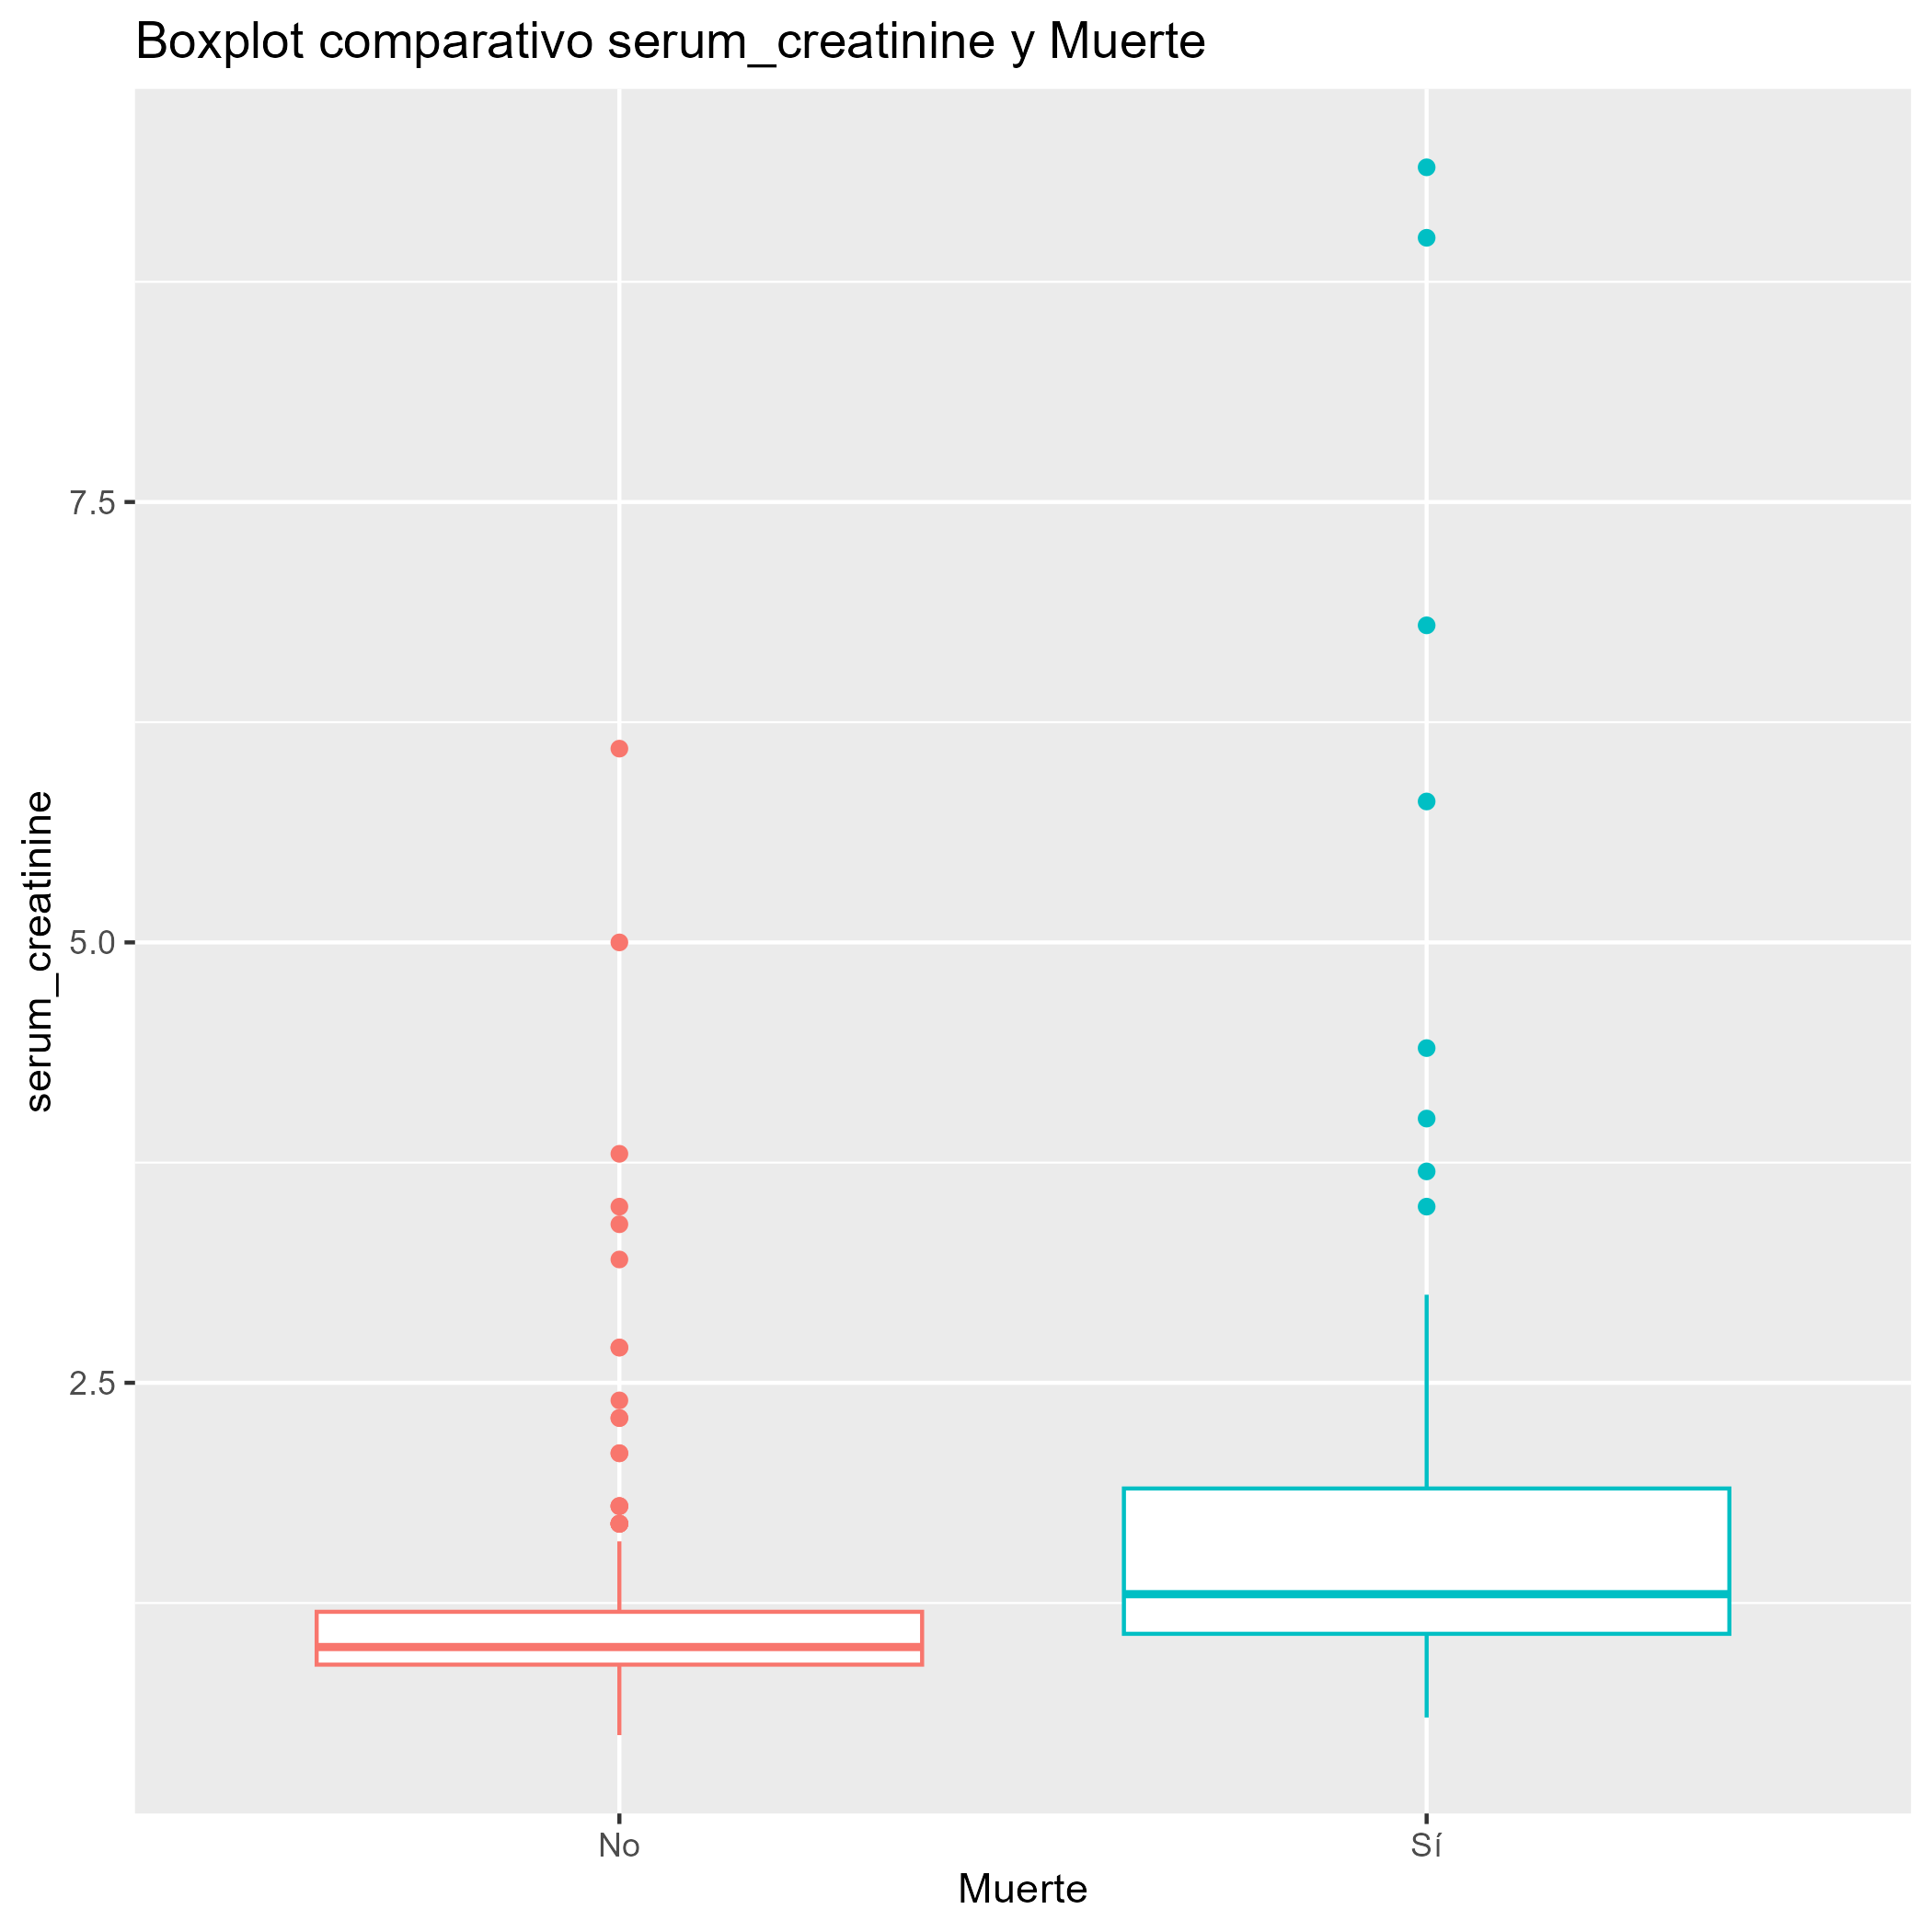 Boxplot comparativo serum_creatinine y Muerte
serum_creatinine
7.5
5.0
2.5
No
Sí
Muerte